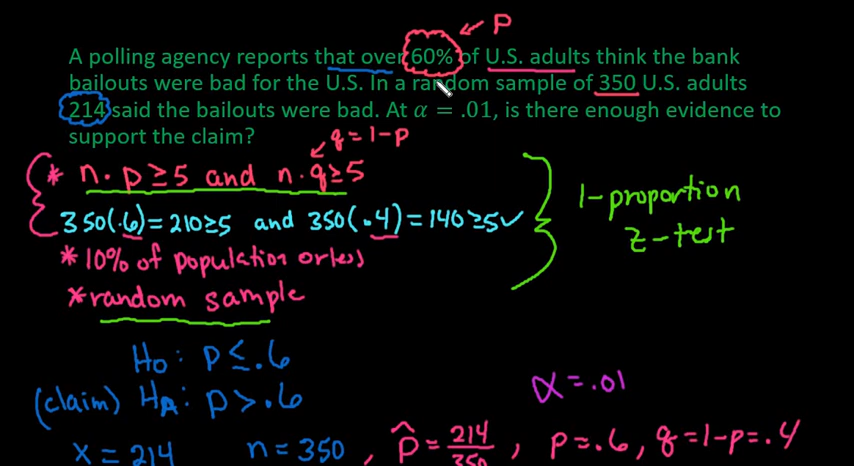 p
A polling agency reports that over 60% of U.S. adults think the bank
bailouts were bad for the U.S. In a random sample of 350 U.S. adults
214 said the bailouts were bad. At α = .01, is there enough evidence to
support the claim?
q = 1-p
* n · p ≥ 5 and n · q ≥ 5
350(.6) = 210 ≥ 5 and 350(.4) = 140 ≥ 5 ✓
* 10% of population or less
* random sample
1-proportion
z-test
H₀: p ≤ .6
(claim) Hₐ: p > .6
α = .01
x = 214 n = 350 , p̂ = 214/350 , p = .6, q = 1-p = .4